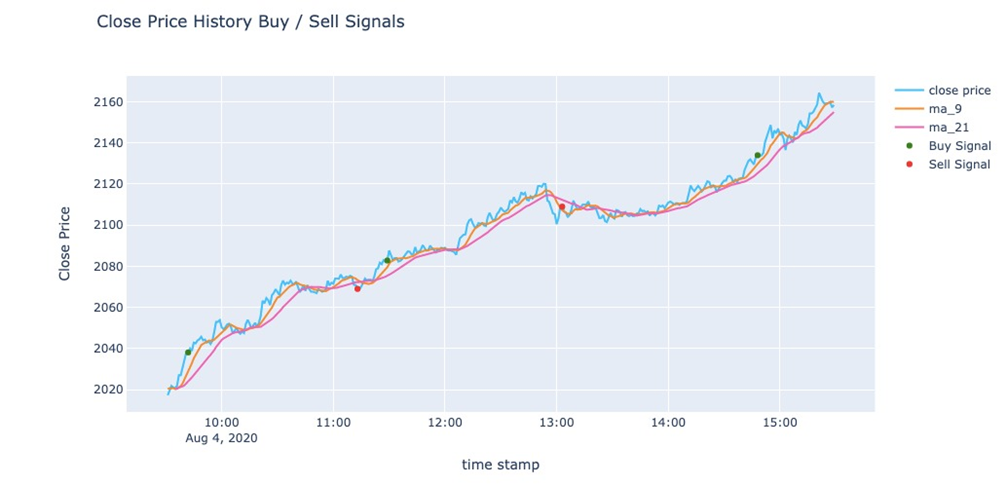 Close Price History Buy / Sell Signals
2160
2140
2120
2100
2080
2060
2040
2020
Close Price
10:00
Aug 4, 2020
11:00
12:00
13:00
14:00
15:00
time stamp
close price
ma_9
ma_21
Buy Signal
Sell Signal